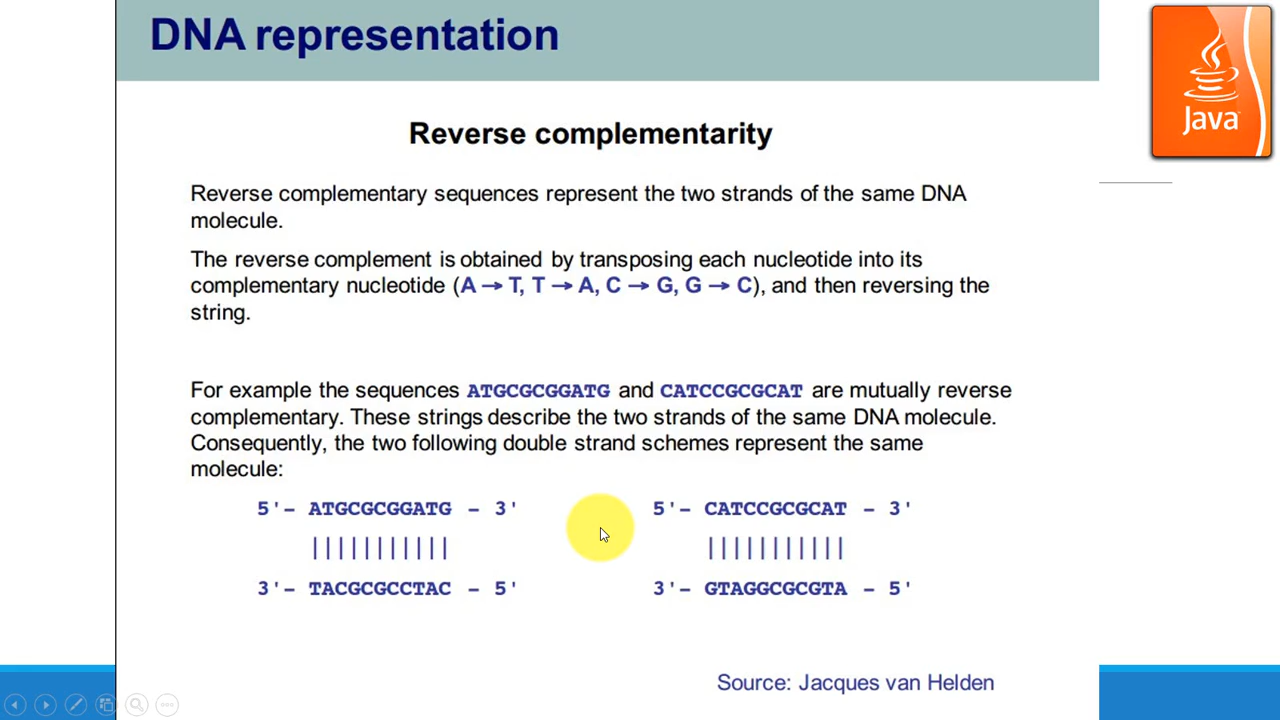 DNA representation
Java
Reverse complementarity
Reverse complementary sequences represent the two strands of the same DNA
molecule.
The reverse complement is obtained by transposing each nucleotide into its
complementary nucleotide (A → T, T → A, C → G, G → C), and then reversing the
string.
For example the sequences ATGCGCGGATG and CATCCGCGCAT are mutually reverse
complementary. These strings describe the two strands of the same DNA molecule.
Consequently, the two following double strand schemes represent the same
molecule:
5'- ATGCGCGGATG - 3' 5'- CATCCGCGCAT - 3'
||||||||||| |||||||||||
3'- TACGCGCCTAC - 5' 3'- GTAGGCGCGTA - 5'
Source: Jacques van Helden